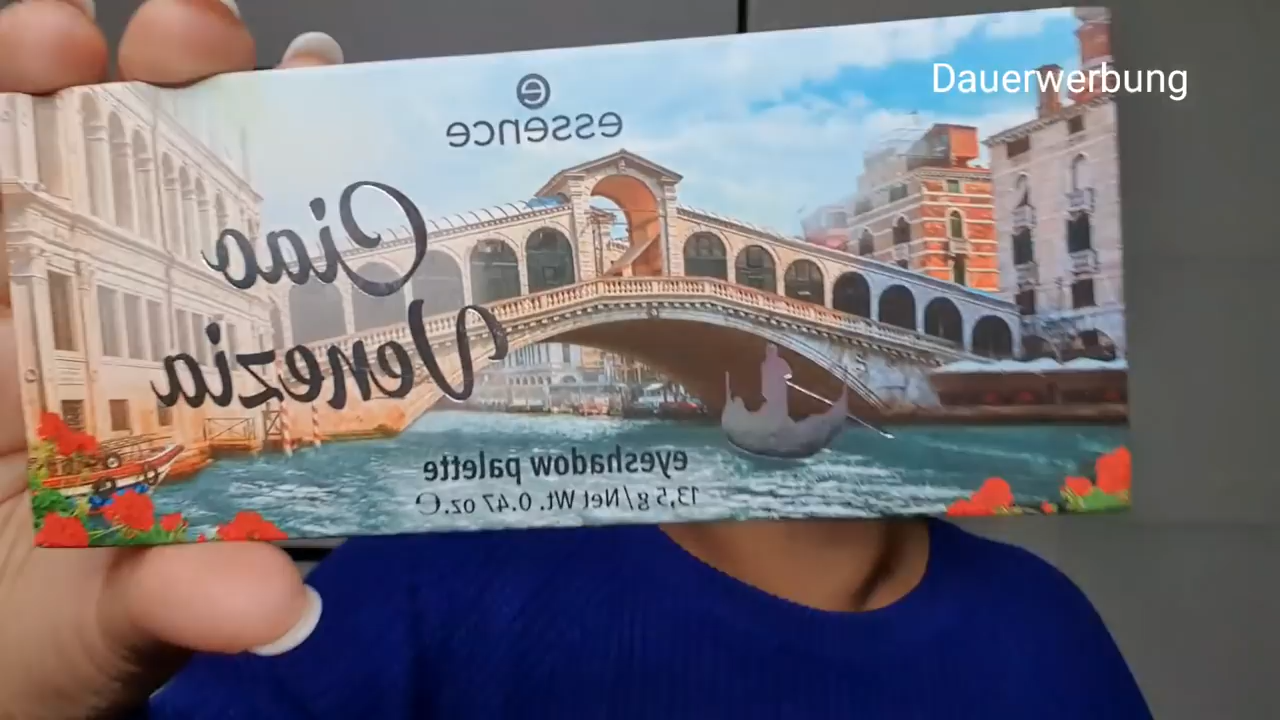 Dauerwerbung
e
essence
Ciao
Venezia
eyeshadow palette
13,5 g/Net Wt. 0.47 oz.